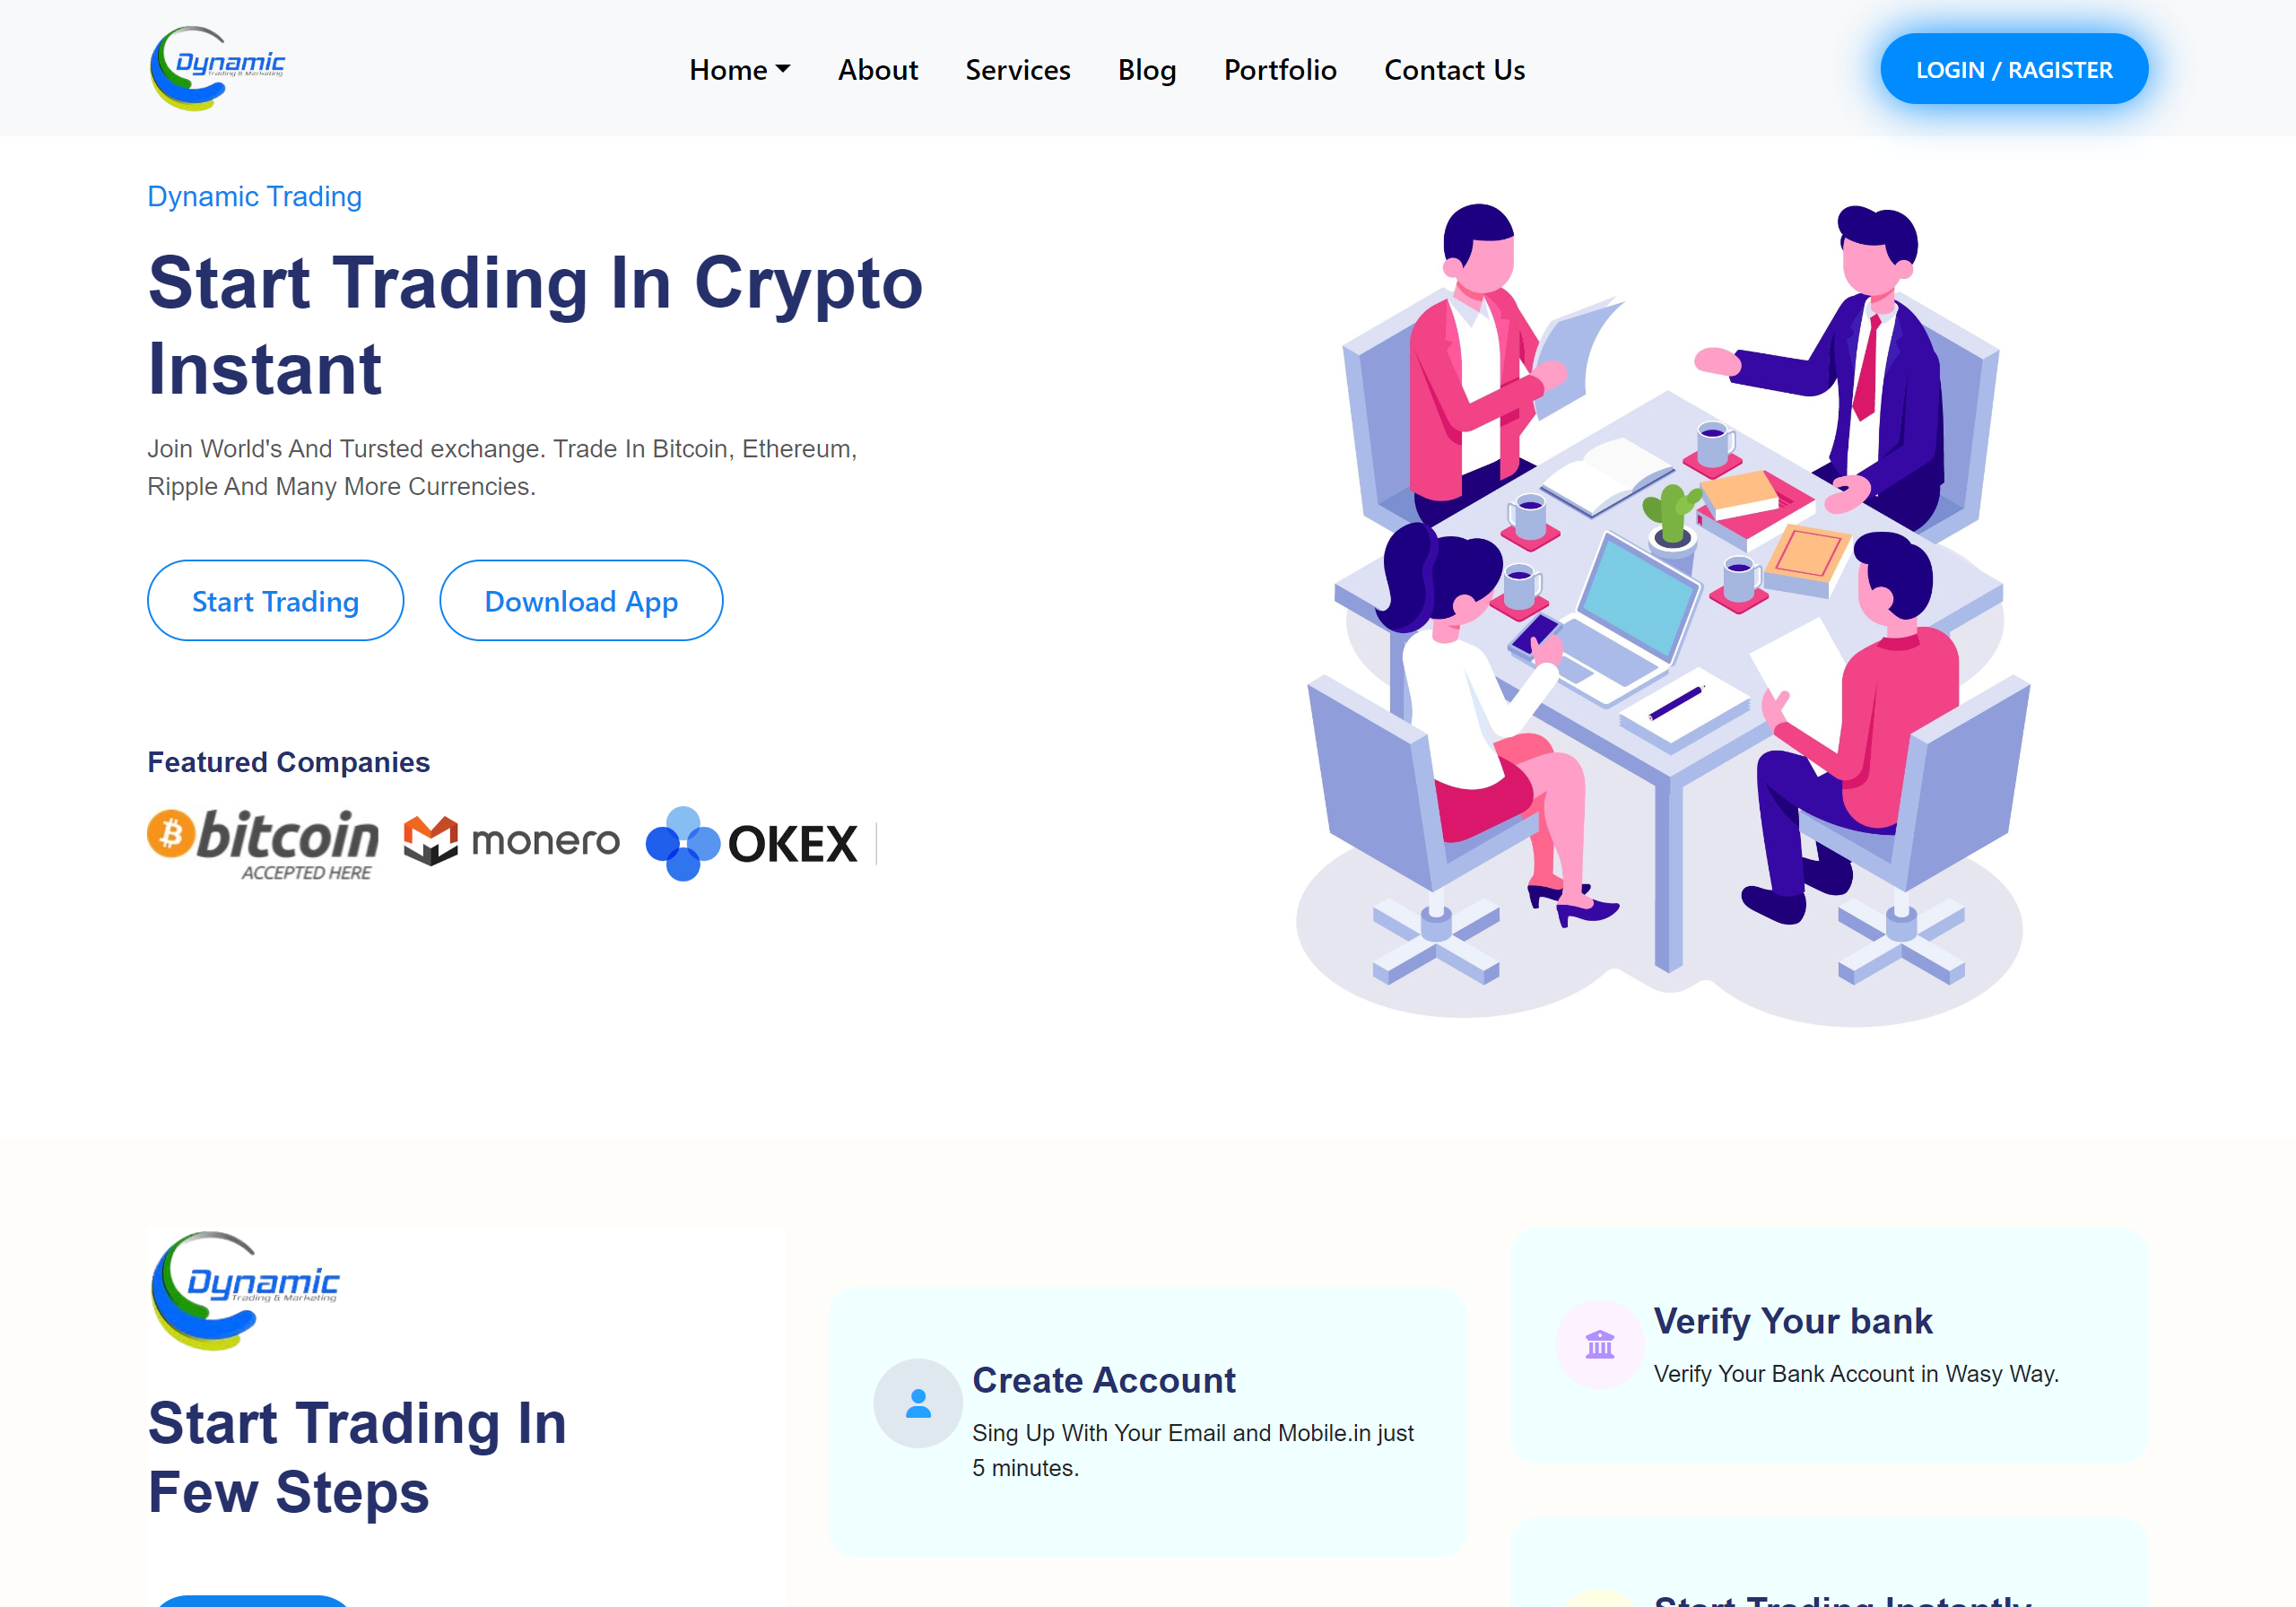 Dynamic
Trading & Marketing
Home
About
Services
Blog
Portfolio
Contact Us
LOGIN / RAGISTER
Dynamic Trading
Start Trading In Crypto
Instant
Join World's And Tursted exchange. Trade In Bitcoin, Ethereum,
Ripple And Many More Currencies.
Start Trading
Download App
Featured Companies
bitcoin
ACCEPTED HERE
monero
OKEX
Dynamic
Trading & Marketing
Start Trading In
Few Steps
Create Account
Sing Up With Your Email and Mobile.in just
5 minutes.
Verify Your bank
Verify Your Bank Account in Wasy Way.
Start Trading Instantly